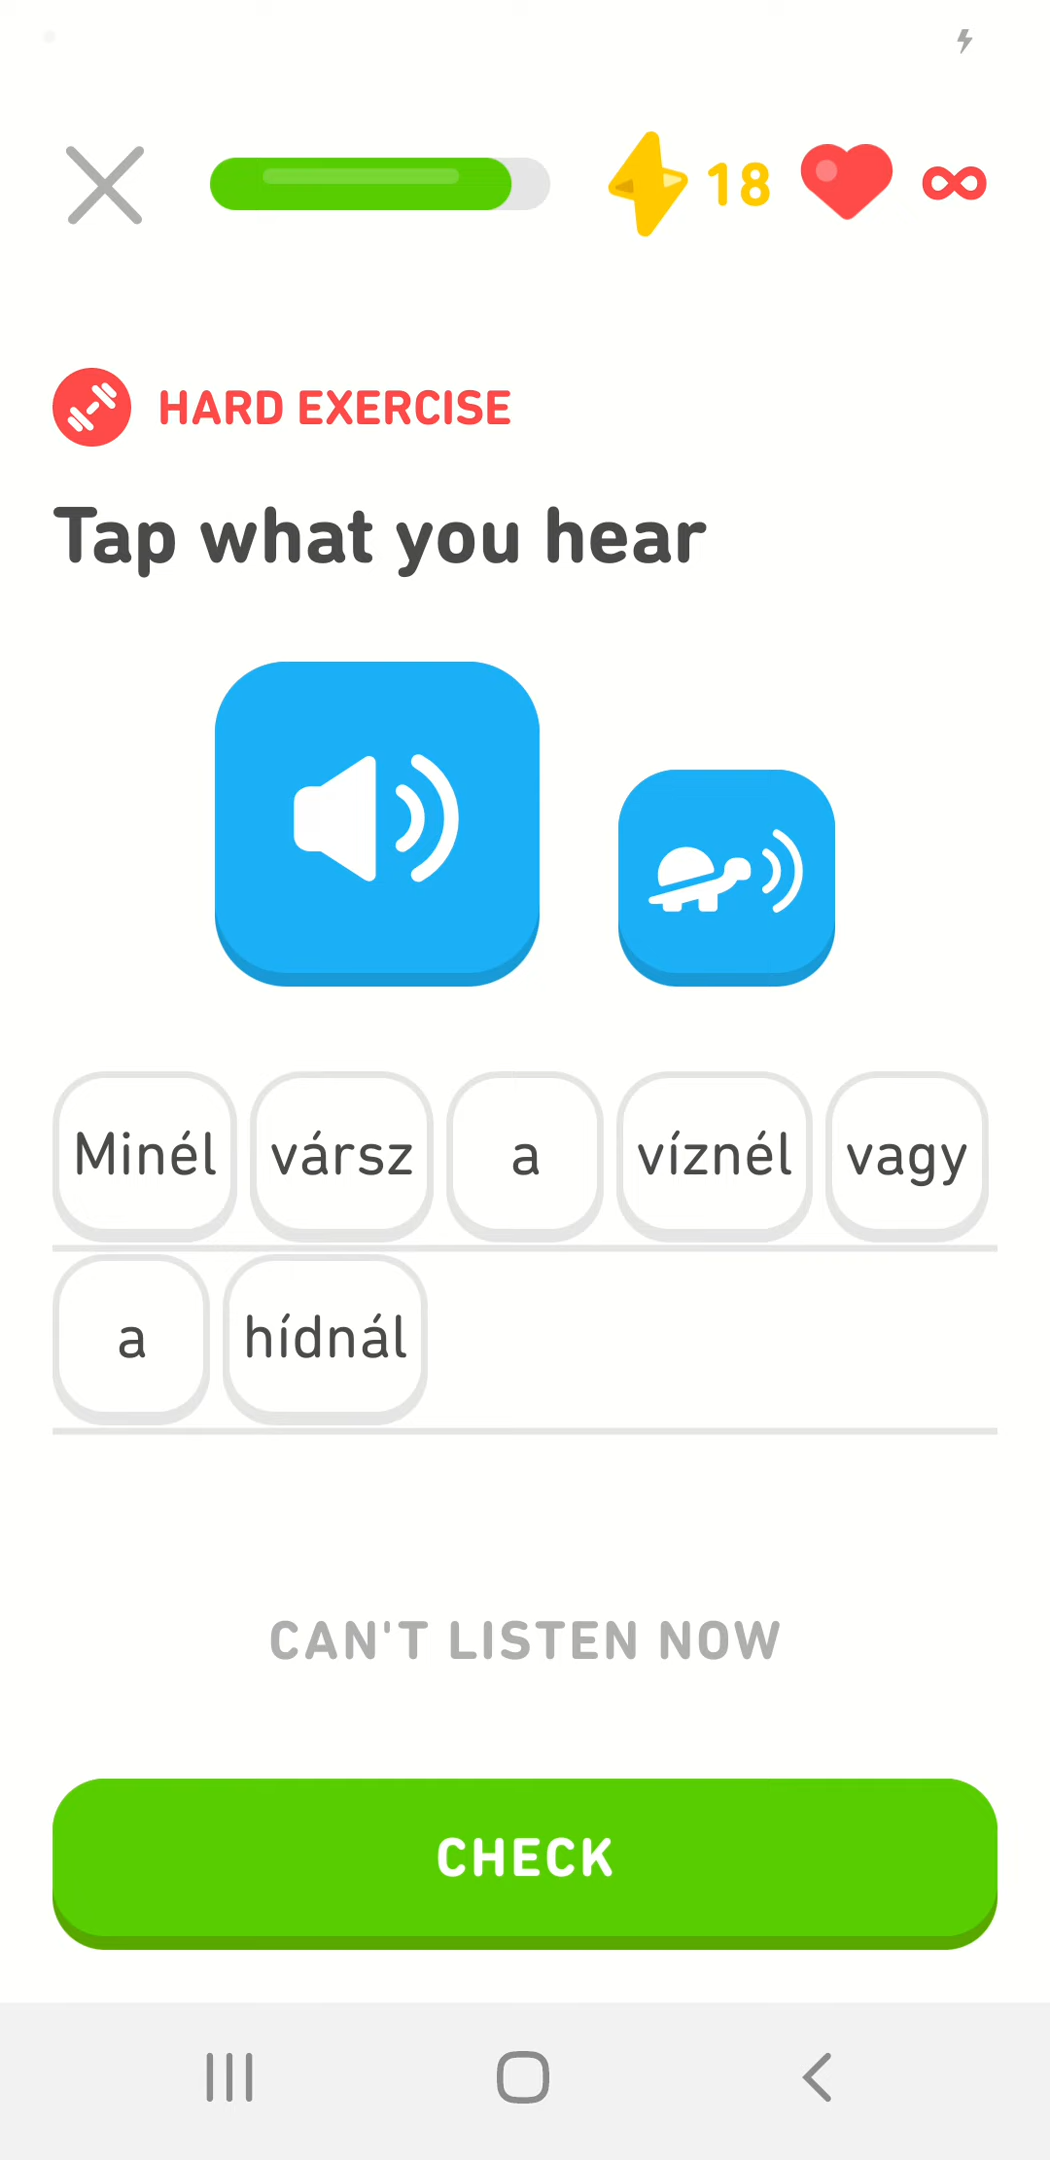 18
HARD EXERCISE
Tap what you hear
Minél vársz a víznél vagy
a hídnál
CAN'T LISTEN NOW
CHECK